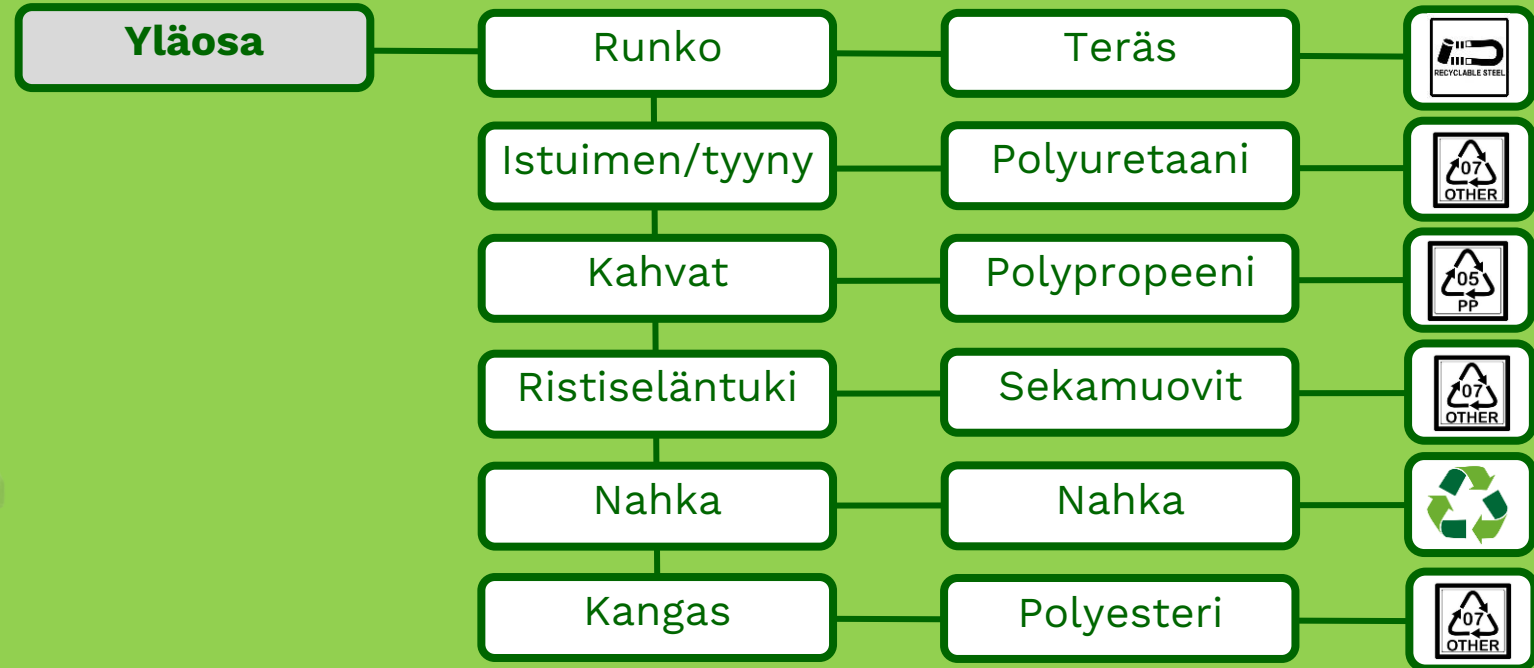 Yläosa
Runko
Teräs
RECYCLABLE STEEL
Istuimen/tyyny
Polyuretaani
07
OTHER
Kahvat
Polypropeeni
05
PP
Ristiseläntuki
Sekamuovit
07
OTHER
Nahka
Nahka
Kangas
Polyesteri
07
OTHER